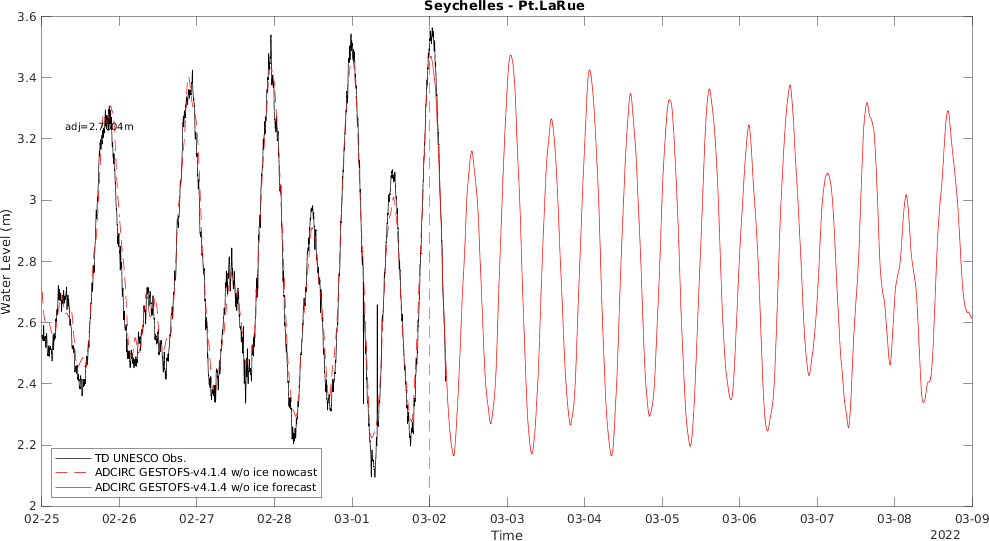 Seychelles - Pt.LaRue
3.6
3.4
3.2
3
2.8
2.6
2.4
2.2
2
Water Level (m)
TD UNESCO Obs.
ADCIRC GESTOFS-v4.1.4 w/o ice nowcast
ADCIRC GESTOFS-v4.1.4 w/o ice forecast
02-25 02-26 02-27 02-28 03-01 03-02 03-03 03-04 03-05 03-06 03-07 03-08 03-09
Time
2022